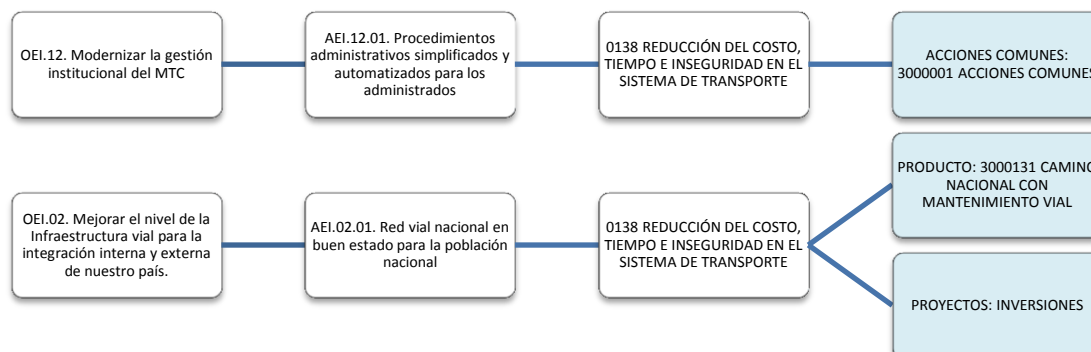 OEI.12. Modernizar la gestión
institucional del MTC
AEI.12.01. Procedimientos
administrativos simplificados y
automatizados para los
administrados
0138 REDUCCIÓN DEL COSTO,
TIEMPO E INSEGURIDAD EN EL
SISTEMA DE TRANSPORTE
ACCIONES COMUNES:
3000001 ACCIONES COMUNES
OEI.02. Mejorar el nivel de la
Infraestructura vial para la
integración interna y externa
de nuestro país.
AEI.02.01. Red vial nacional en
buen estado para la población
nacional
0138 REDUCCIÓN DEL COSTO,
TIEMPO E INSEGURIDAD EN EL
SISTEMA DE TRANSPORTE
PRODUCTO: 3000131 CAMINO
NACIONAL CON
MANTENIMIENTO VIAL
PROYECTOS: INVERSIONES